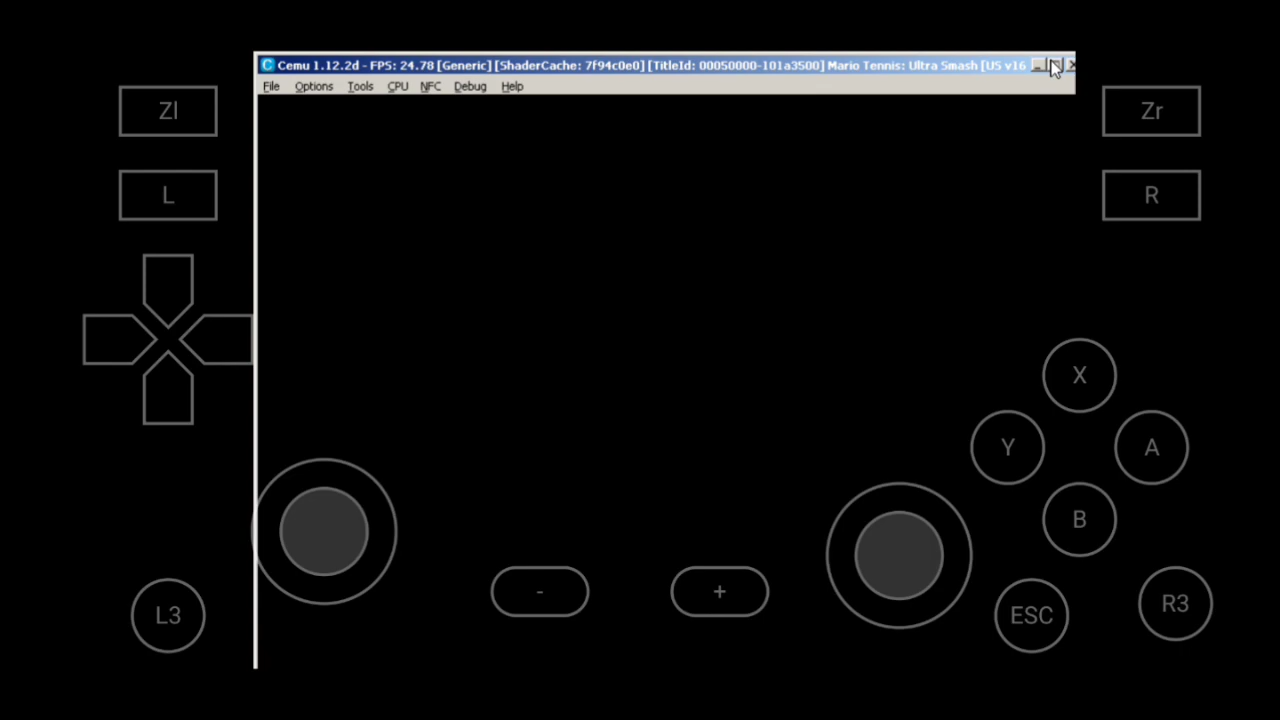 Cemu 1.12.2d - FPS: 24.78 [Generic] [ShaderCache: 7f94c0e0] [TitleId: 00050000-101a3500] Mario Tennis: Ultra Smash [US v16
File Options Tools CPU NFC Debug Help
Zl
Zr
L
R
X
Y
A
B
-
+
L3
ESC
R3